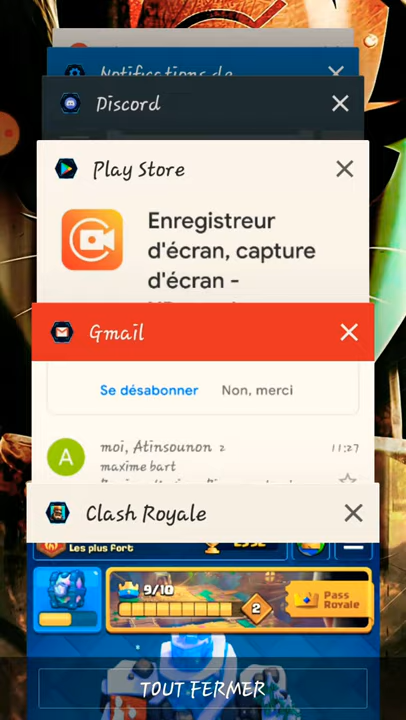 Notifications de
Discord
Play Store
Enregistreur
d'écran, capture
d'écran -
Gmail
Se désabonner Non, merci
A
moi, Atinsounon 2 11:27
maxime bart
Clash Royale
Les plus fort
9/10
2
Pass
Royale
TOUT FERMER